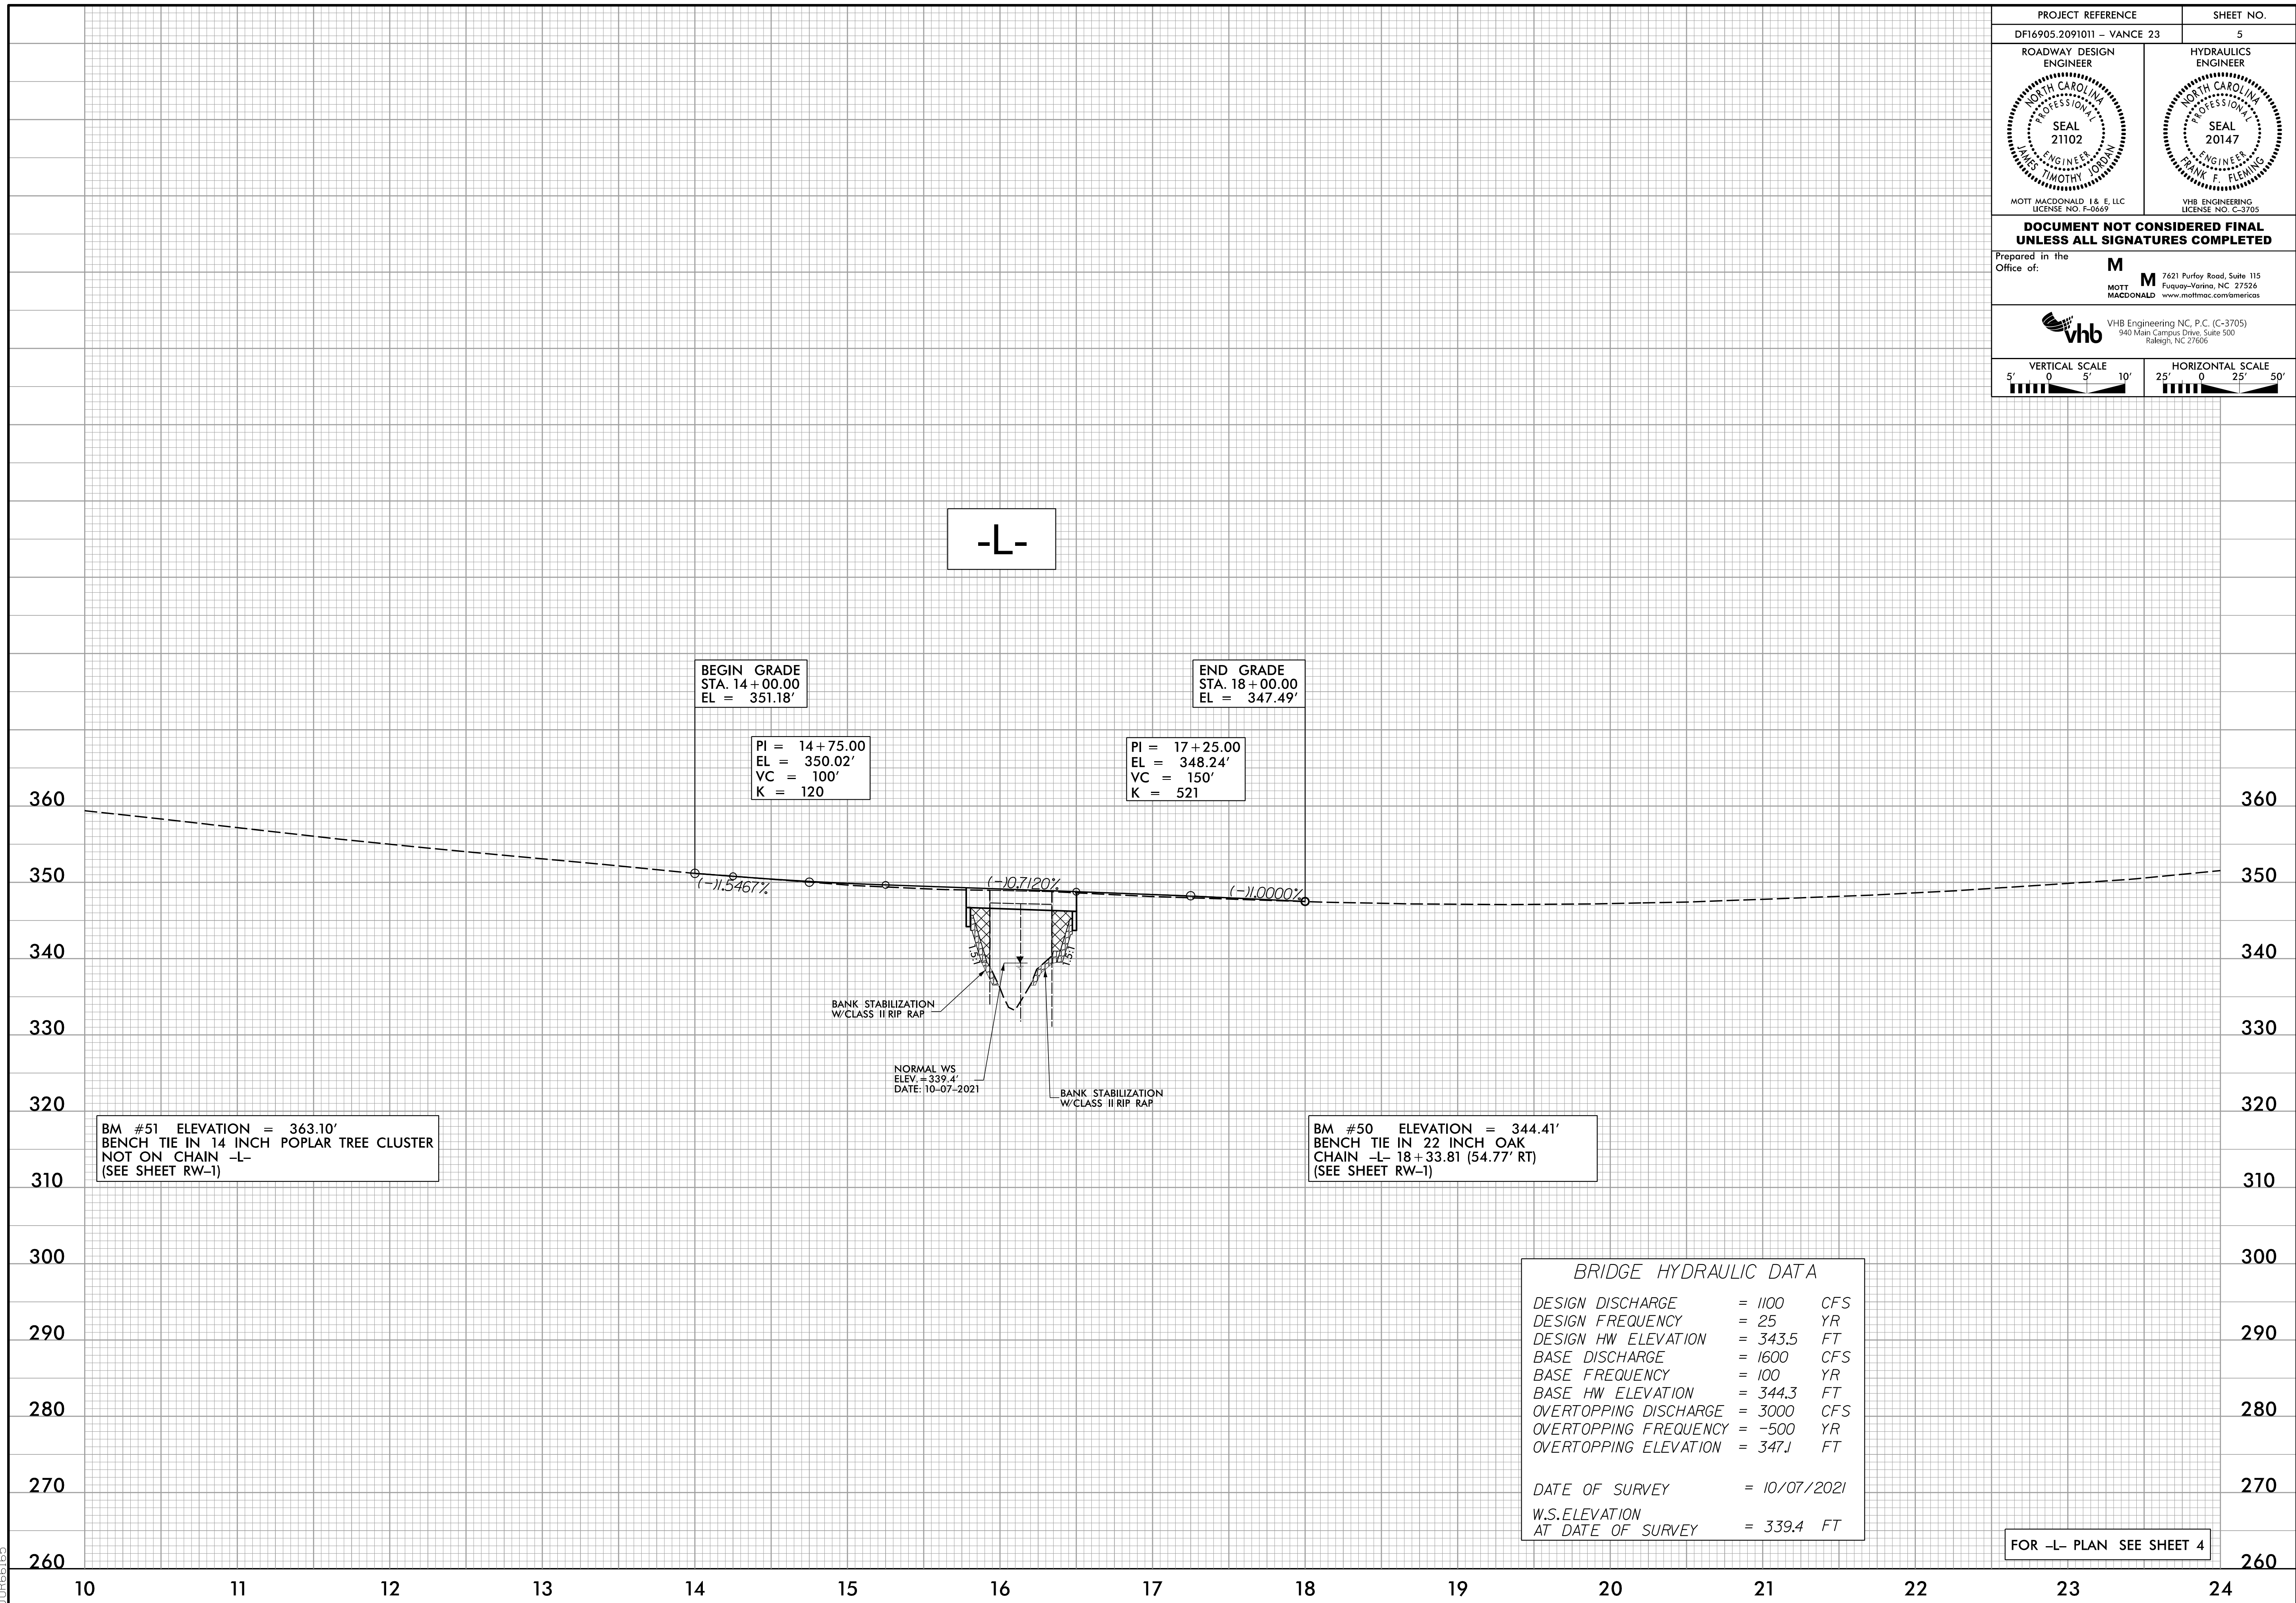 PROJECT REFERENCE
SHEET NO.
DF16905.2091011 – VANCE 23
5
ROADWAY DESIGN
ENGINEER
HYDRAULICS
ENGINEER
NORTH CAROLINA
PROFESSIONAL
SEAL
21102
ENGINEER
JAMES TIMOTHY JORDAN
NORTH CAROLINA
PROFESSIONAL
SEAL
20147
ENGINEER
FRANK F. FLEMING
MOTT MACDONALD I & E, LLC
LICENSE NO. F–0669
VHB ENGINEERING
LICENSE NO. C–3705
DOCUMENT NOT CONSIDERED FINAL
UNLESS ALL SIGNATURES COMPLETED
Prepared in the
Office of:
M
M
MOTT
MACDONALD
7621 Purfoy Road, Suite 115
Fuquay–Varina, NC 27526
www.mottmac.com/americas
vhb
VHB Engineering NC, P.C. (C-3705)
940 Main Campus Drive, Suite 500
Raleigh, NC 27606
VERTICAL SCALE
5' 0 5' 10'
HORIZONTAL SCALE
25' 0 25' 50'
-L-
BEGIN GRADE
STA. 14+00.00
EL = 351.18'
END GRADE
STA. 18+00.00
EL = 347.49'
PI = 14+75.00
EL = 350.02'
VC = 100'
K = 120
PI = 17+25.00
EL = 348.24'
VC = 150'
K = 521
360 360
350 350
(-)1.5467%
(-)0.7120%
(-)1.0000%
340 340
1.5:1
1.5:1
BANK STABILIZATION
W/CLASS II RIP RAP
330 330
NORMAL WS
ELEV. = 339.4'
DATE: 10–07–2021
BANK STABILIZATION
W/CLASS II RIP RAP
320 320
BM #51 ELEVATION = 363.10'
BENCH TIE IN 14 INCH POPLAR TREE CLUSTER
NOT ON CHAIN –L–
(SEE SHEET RW–1)
BM #50 ELEVATION = 344.41'
BENCH TIE IN 22 INCH OAK
CHAIN –L– 18+33.81 (54.77' RT)
(SEE SHEET RW–1)
310 310
300 300
BRIDGE HYDRAULIC DATA
DESIGN DISCHARGE = 1100 CFS
DESIGN FREQUENCY = 25 YR
DESIGN HW ELEVATION = 343.5 FT
BASE DISCHARGE = 1600 CFS
BASE FREQUENCY = 100 YR
BASE HW ELEVATION = 344.3 FT
OVERTOPPING DISCHARGE = 3000 CFS
OVERTOPPING FREQUENCY = -500 YR
OVERTOPPING ELEVATION = 347.1 FT
DATE OF SURVEY = 10/07/2021
W.S.ELEVATION
AT DATE OF SURVEY = 339.4 FT
290 290
280 280
270 270
FOR –L– PLAN SEE SHEET 4
260 260
10 11 12 13 14 15 16 17 18 19 20 21 22 23 24